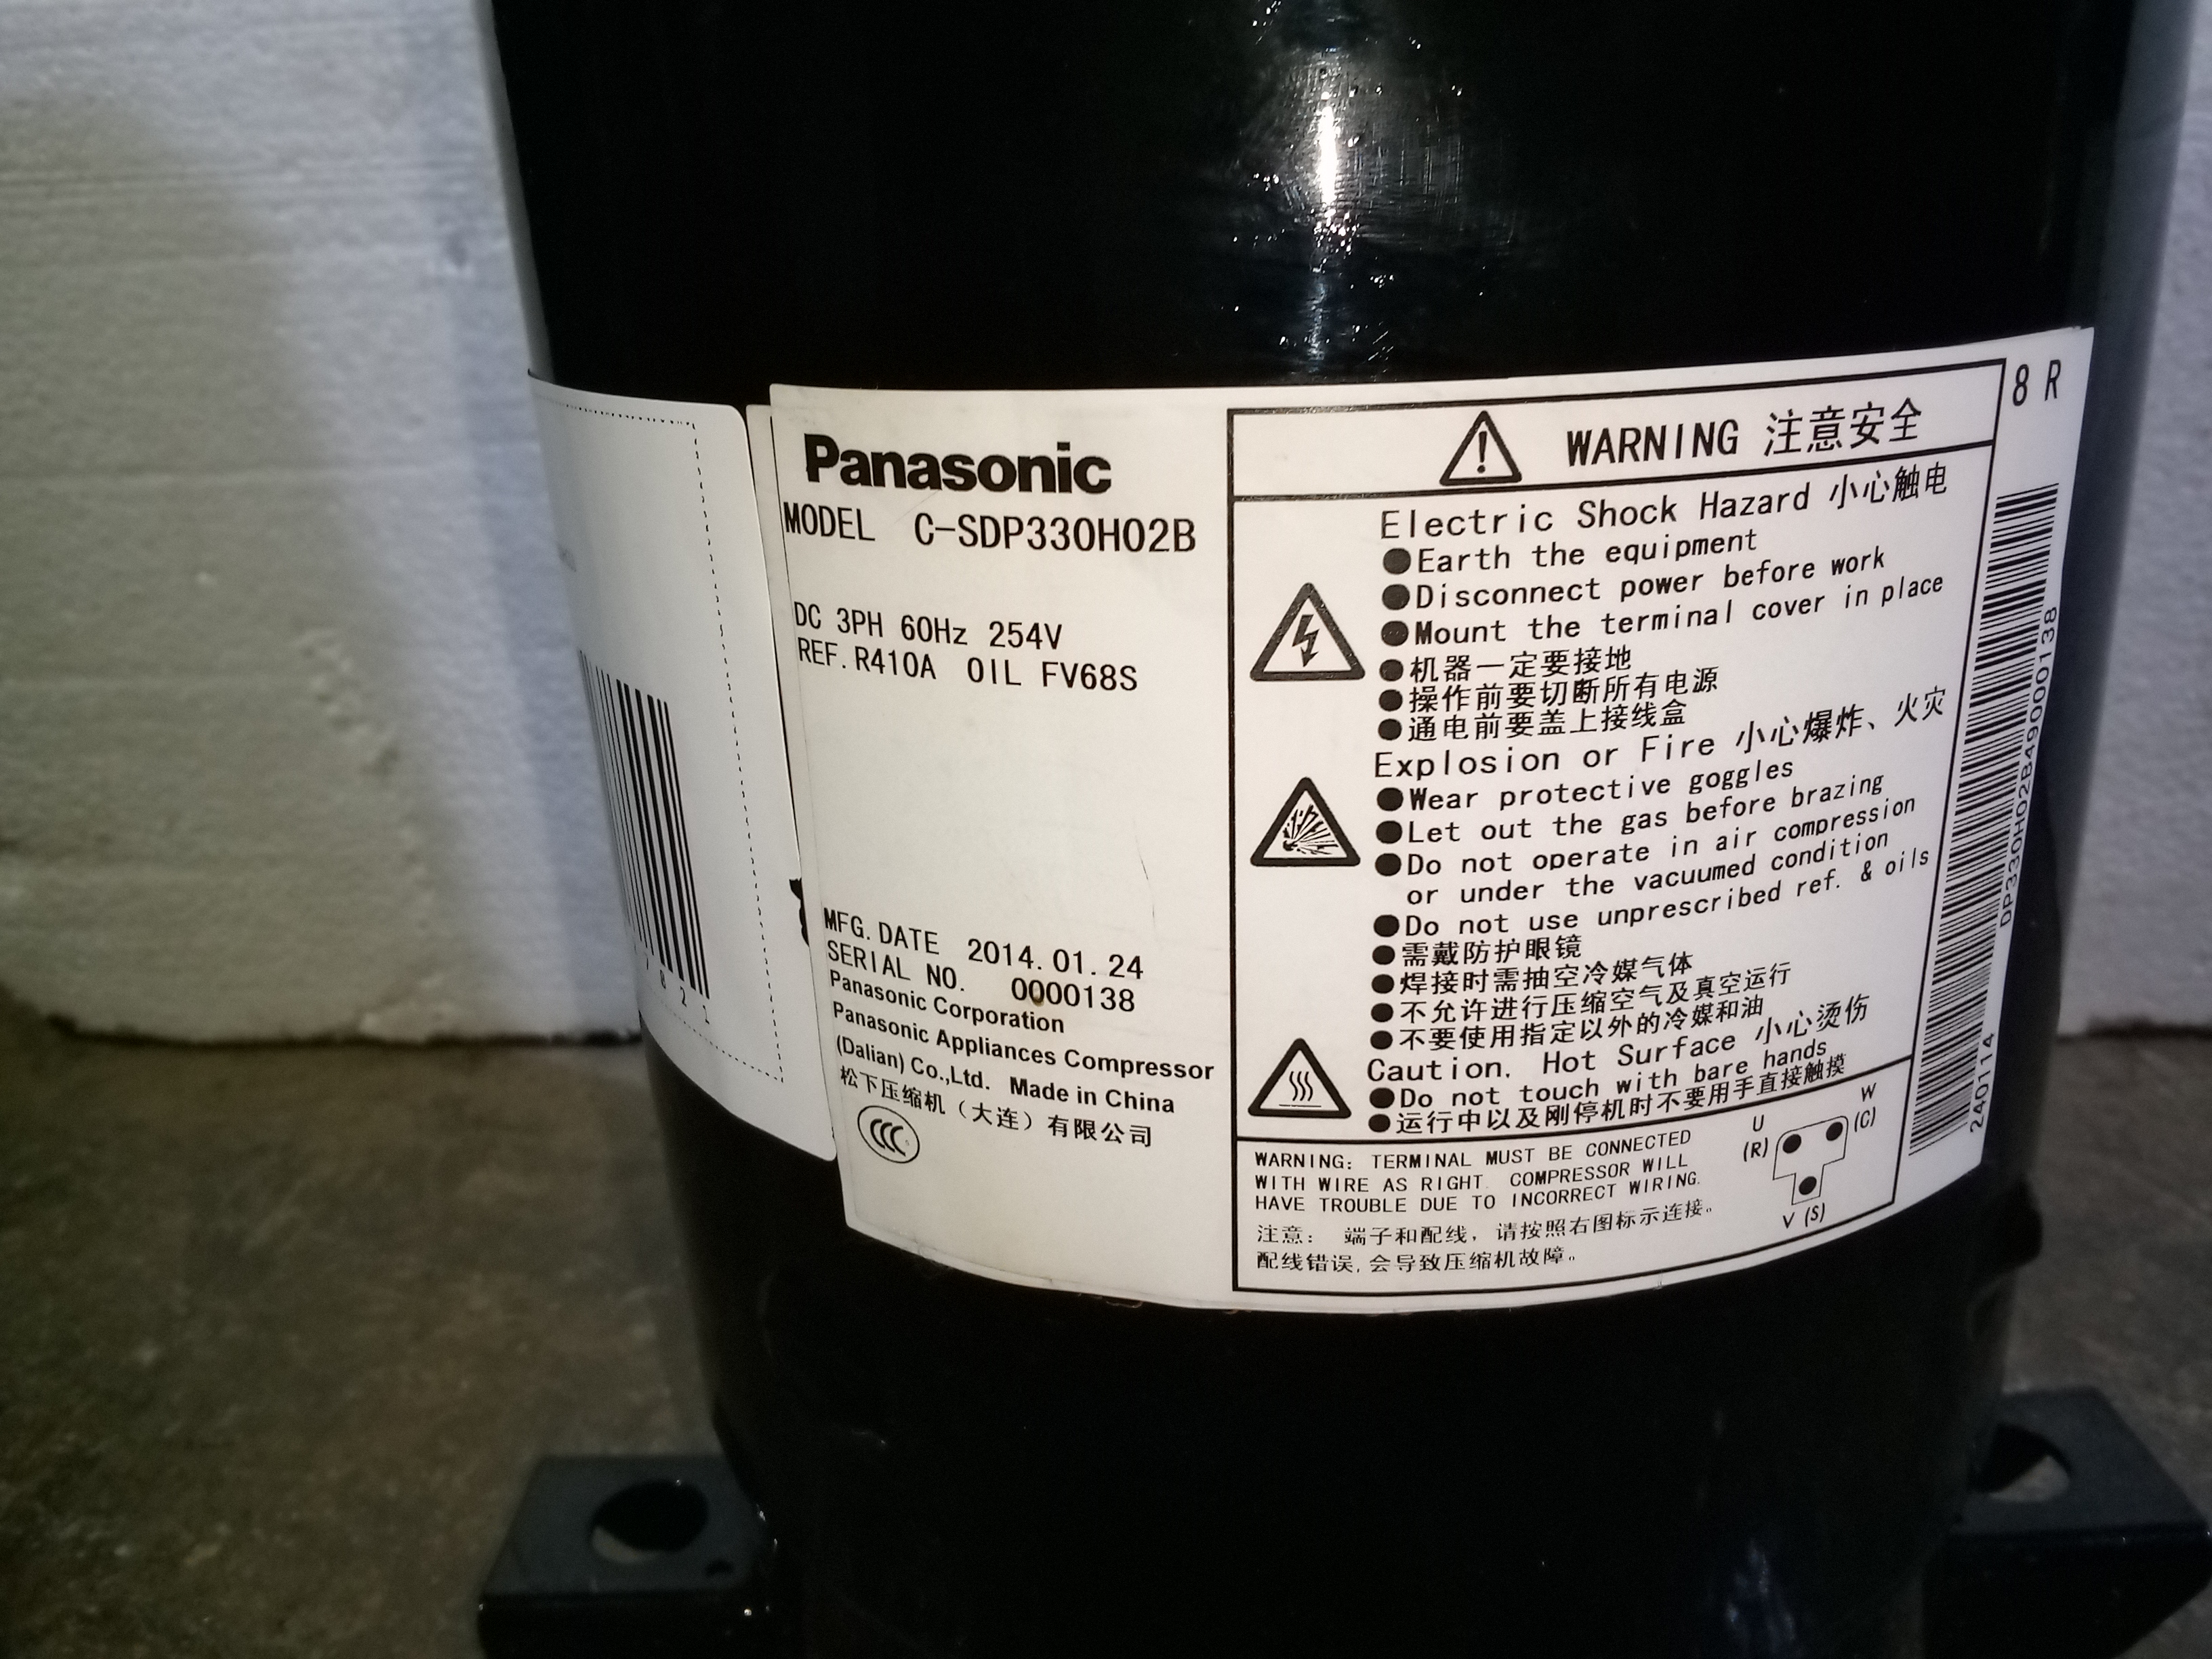 Panasonic
MODEL C-SDP330H02B
DC 3PH 60Hz 254V
REF. R410A OIL FV68S
MFG. DATE 2014. 01. 24
SERIAL NO. 0000138
Panasonic Corporation
Panasonic Appliances Compressor
(Dalian) Co.,Ltd. Made in China
松下压缩机（大连）有限公司
CCC
WARNING 注意安全
Electric Shock Hazard 小心触电
●Earth the equipment
●Disconnect power before work
●Mount the terminal cover in place
●机器一定要接地
●操作前要切断所有电源
●通电前要盖上接线盒
Explosion or Fire 小心爆炸、火灾
●Wear protective goggles
●Let out the gas before brazing
●Do not operate in air compression
or under the vacuumed condition
●Do not use unprescribed ref. & oils
●需戴防护眼镜
●焊接时需抽空冷媒气体
●不允许进行压缩空气及真空运行
●不要使用指定以外的冷媒和油
Caution, Hot Surface 小心烫伤
●Do not touch with bare hands
●运行中以及刚停机时不要用手直接触摸
WARNING: TERMINAL MUST BE CONNECTED
WITH WIRE AS RIGHT. COMPRESSOR WILL
HAVE TROUBLE DUE TO INCORRECT WIRING.
注意： 端子和配线，请按照右图标示连接。
配线错误,会导致压缩机故障。
U
(R)
W
(C)
V (S)
8 R
DP330H02B4900000138
240114
7 8 2 1